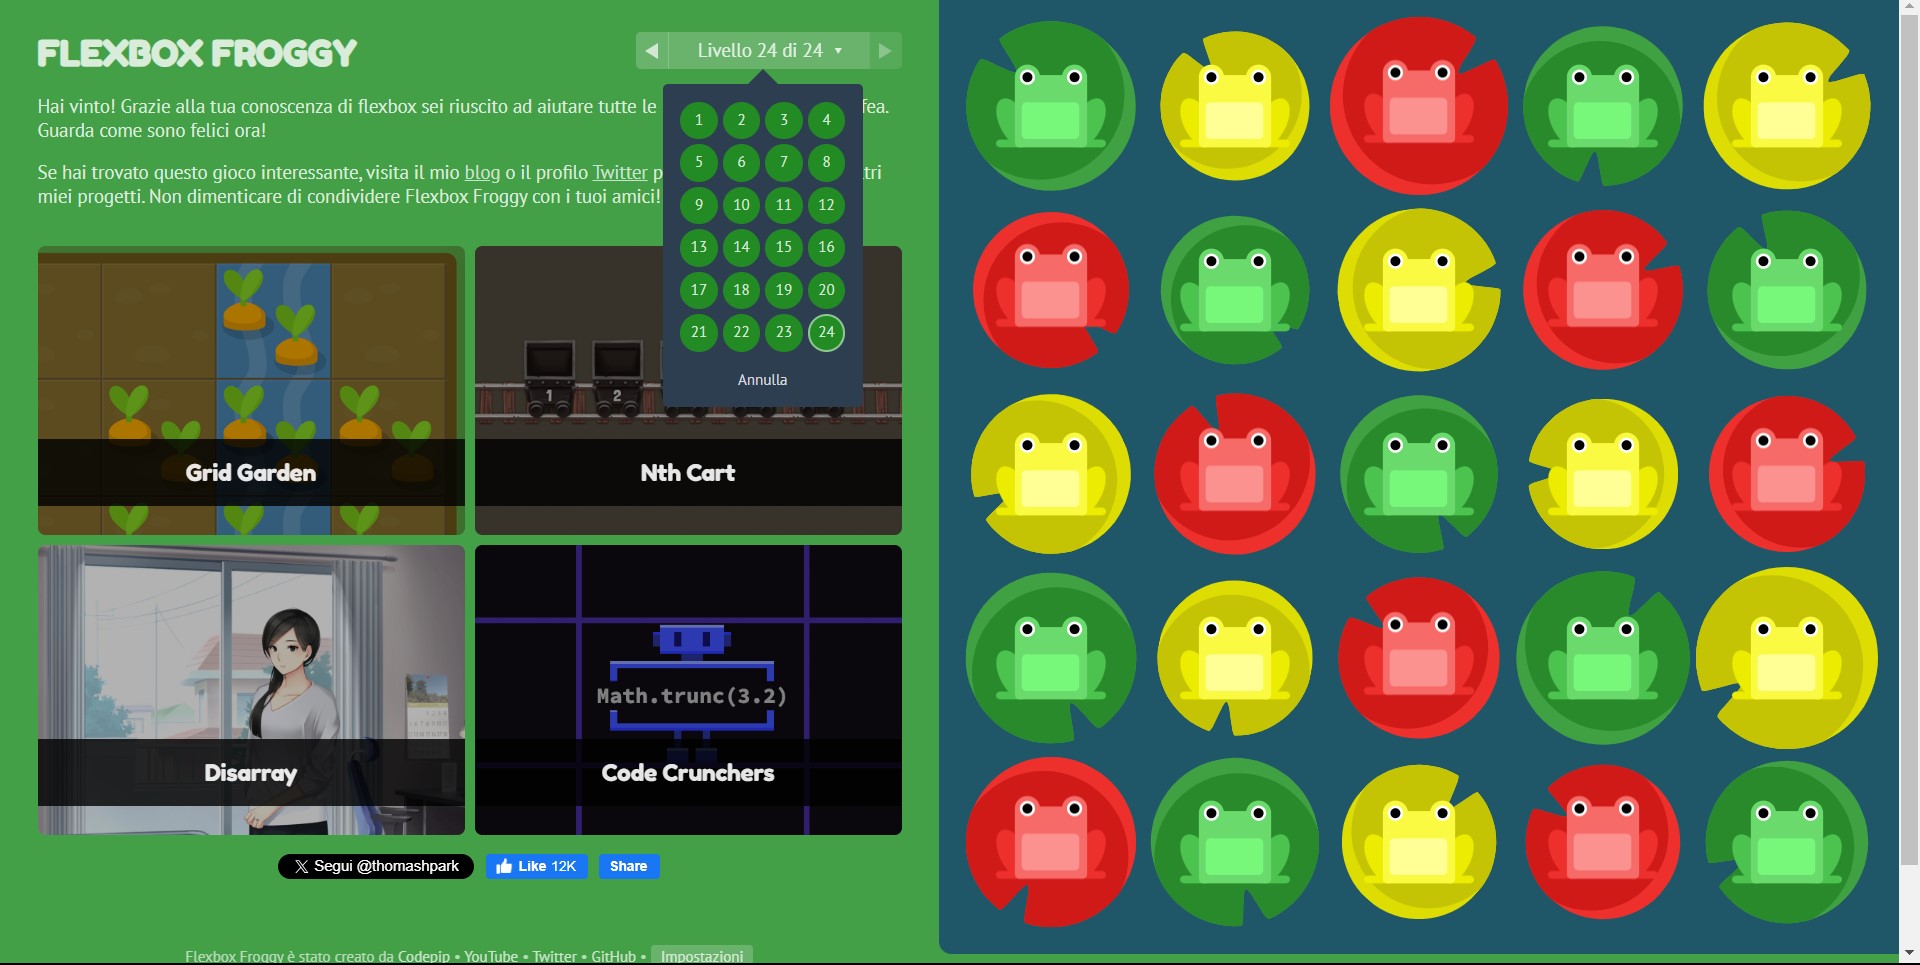 FLEXBOX FROGGY
Livello 24 di 24
Hai vinto! Grazie alla tua conoscenza di flexbox sei riuscito ad aiutare tutte le fea.
Guarda come sono felici ora!
Se hai trovato questo gioco interessante, visita il mio blog o il profilo Twitter p tri
miei progetti. Non dimenticare di condividere Flexbox Froggy con i tuoi amici!
1 2 3 4
5 6 7 8
9 10 11 12
13 14 15 16
17 18 19 20
21 22 23 24
Annulla
1 2
Grid Garden
Nth Cart
Math.trunc(3.2)
Disarray
Code Crunchers
Segui @thomashpark
Like 12K
Share
Flexbox Froggy è stato creato da Codepip • YouTube • Twitter • GitHub • Impostazioni